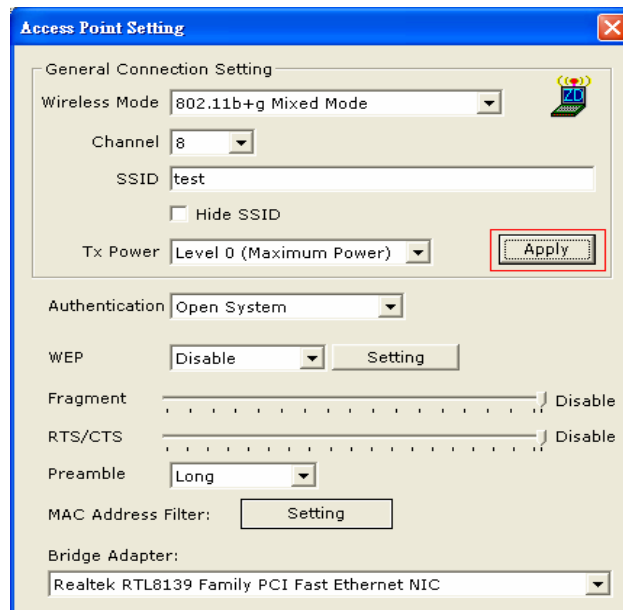 Access Point Setting
General Connection Setting
ZD
Wireless Mode 802.11b+g Mixed Mode
Channel 8
SSID test
Hide SSID
Tx Power Level 0 (Maximum Power) Apply
Authentication Open System
WEP Disable Setting
Fragment Disable
RTS/CTS Disable
Preamble Long
MAC Address Filter: Setting
Bridge Adapter:
Realtek RTL8139 Family PCI Fast Ethernet NIC